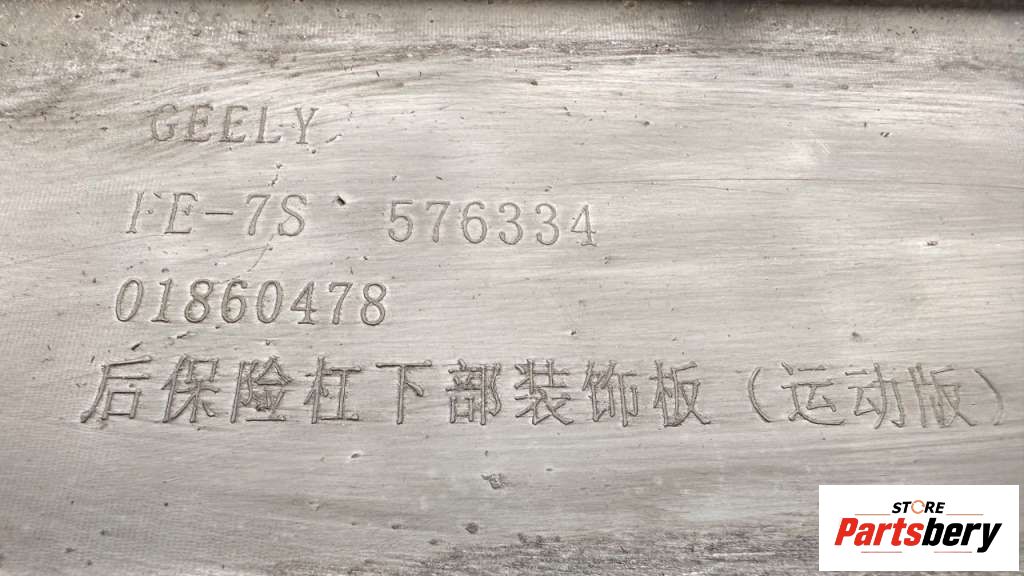 GEELY
FE-7S 576334
01860478
后保险杠下部装饰板（运动版）
STORE
Partsbery